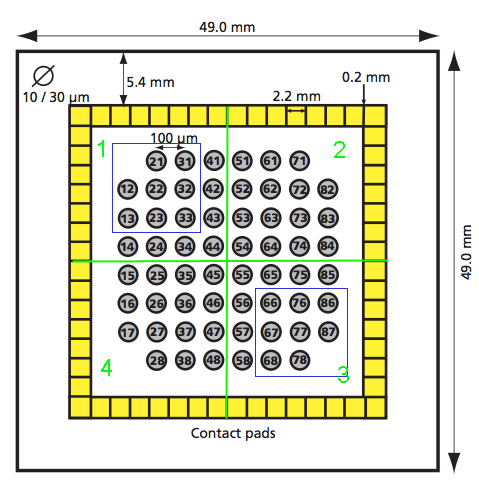 49.0 mm
5.4 mm
0.2 mm
10 / 30 µm
2.2 mm
1
100 µm
2
21 31 41 51 61 71
12 22 32 42 52 62 72 82
13 23 33 43 53 63 73 83
49.0 mm
14 24 34 44 54 64 74 84
15 25 35 45 55 65 75 85
16 26 36 46 56 66 76 86
17 27 37 47 57 67 77 87
28 38 48 58 68 78
4
3
Contact pads